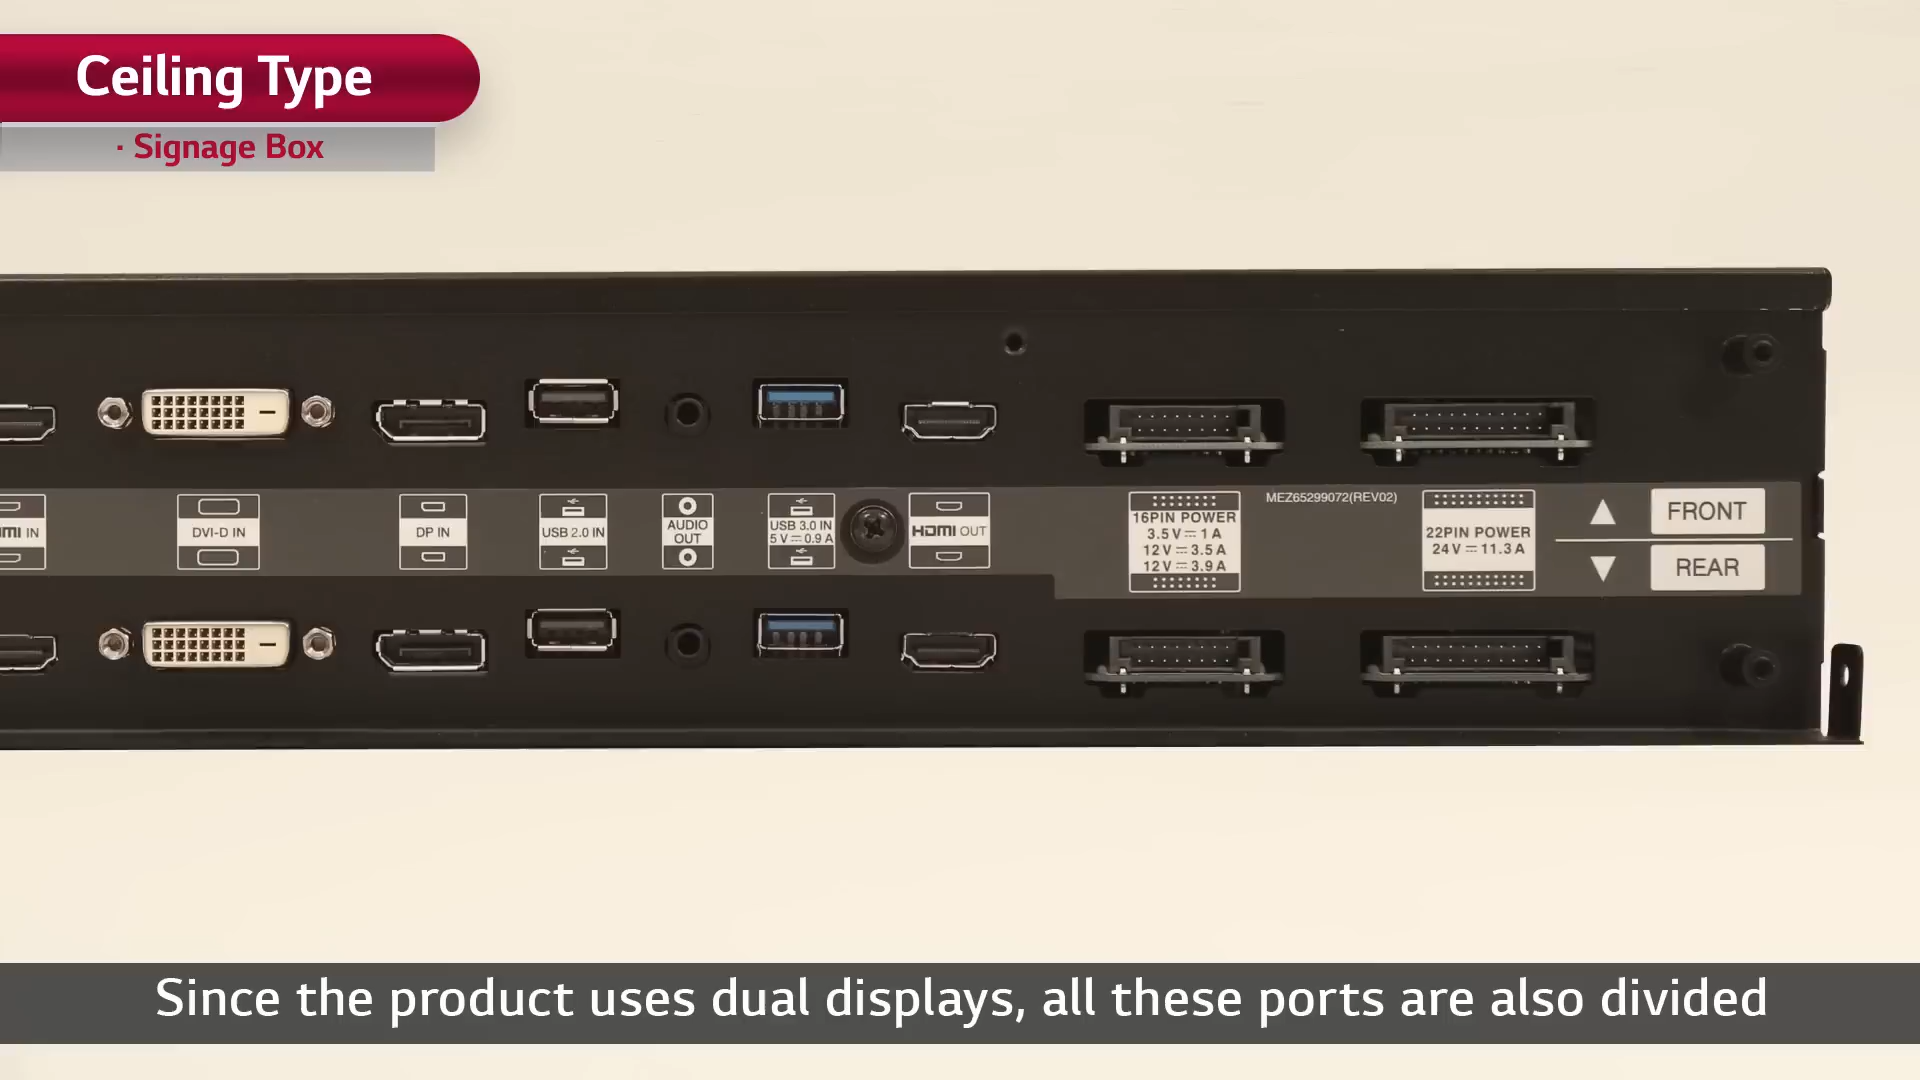 Ceiling Type
· Signage Box
HDMI IN
DVI-D IN
DP IN
USB 2.0 IN
AUDIO
OUT
USB 3.0 IN
5 V ⎓ 0.9 A
HDMI OUT
16PIN POWER
3.5 V ⎓ 1 A
12 V ⎓ 3.5 A
12 V ⎓ 3.9 A
MEZ65299072(REV02)
22PIN POWER
24 V ⎓ 11.3 A
▲ FRONT
▼ REAR
Since the product uses dual displays, all these ports are also divided